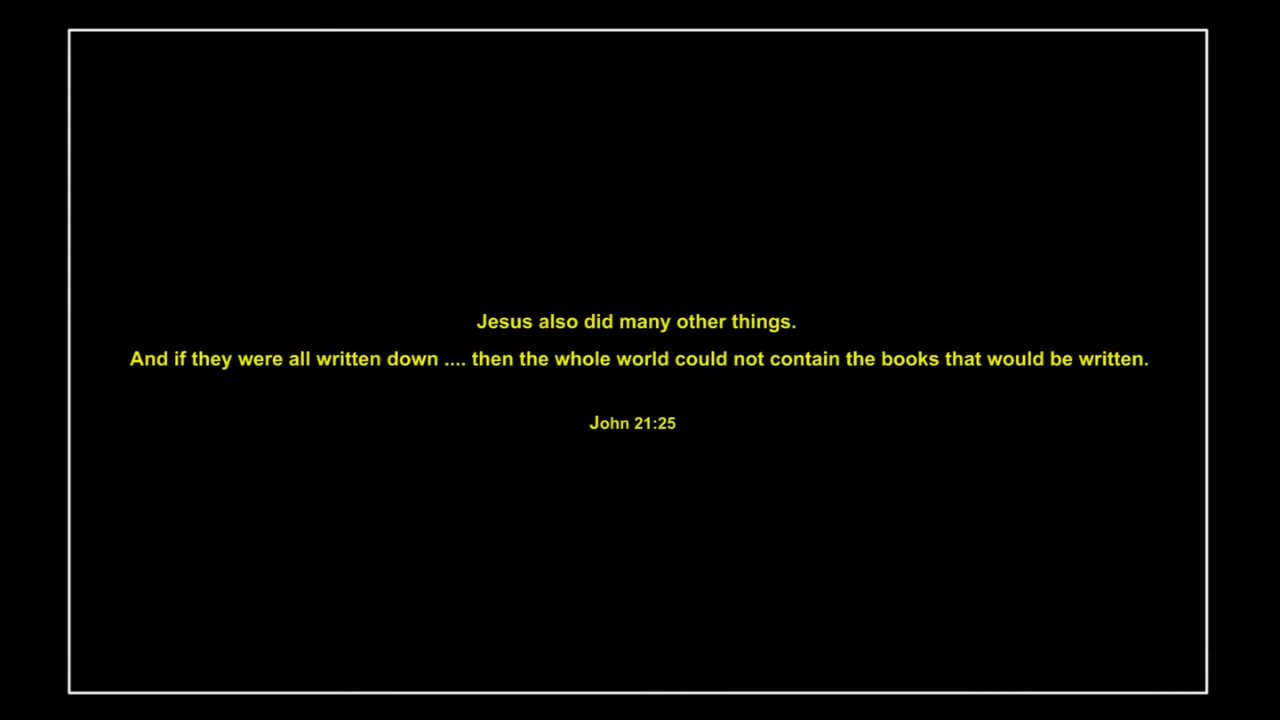 Jesus also did many other things.
And if they were all written down .... then the whole world could not contain the books that would be written.
John 21:25